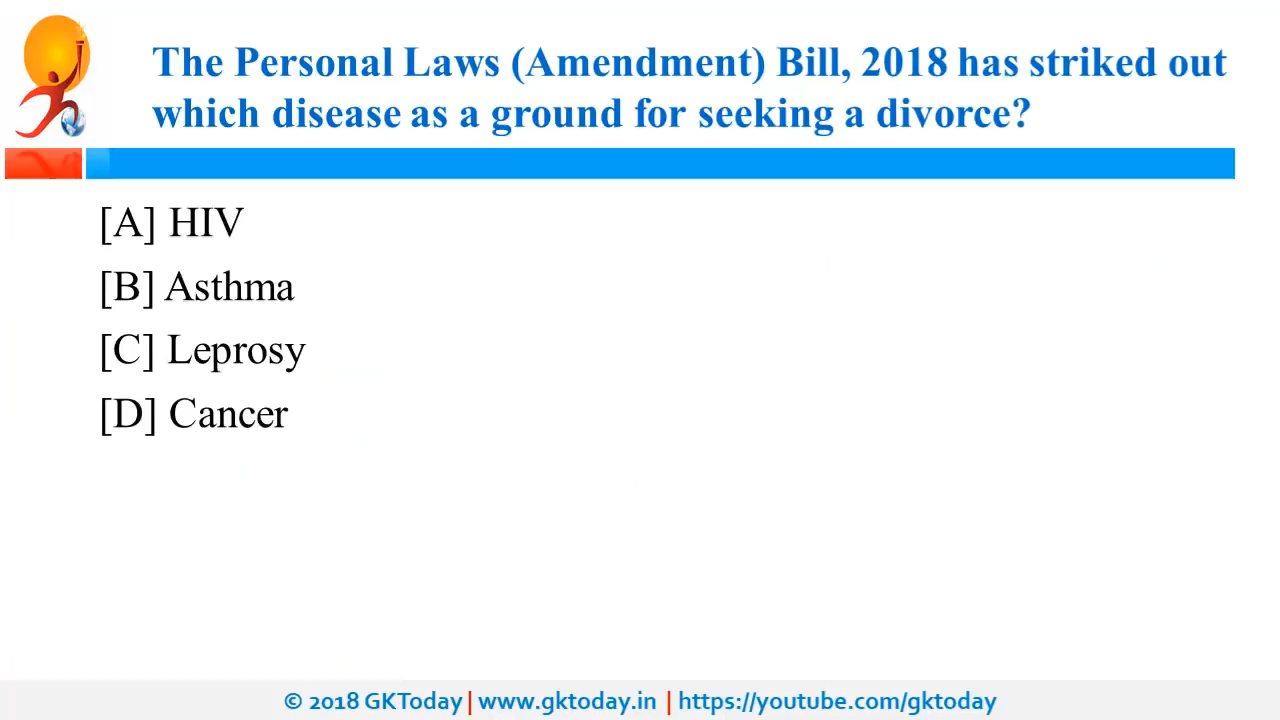 The Personal Laws (Amendment) Bill, 2018 has striked out
which disease as a ground for seeking a divorce?
[A] HIV
[B] Asthma
[C] Leprosy
[D] Cancer
© 2018 GKToday | www.gktoday.in | https://youtube.com/gktoday